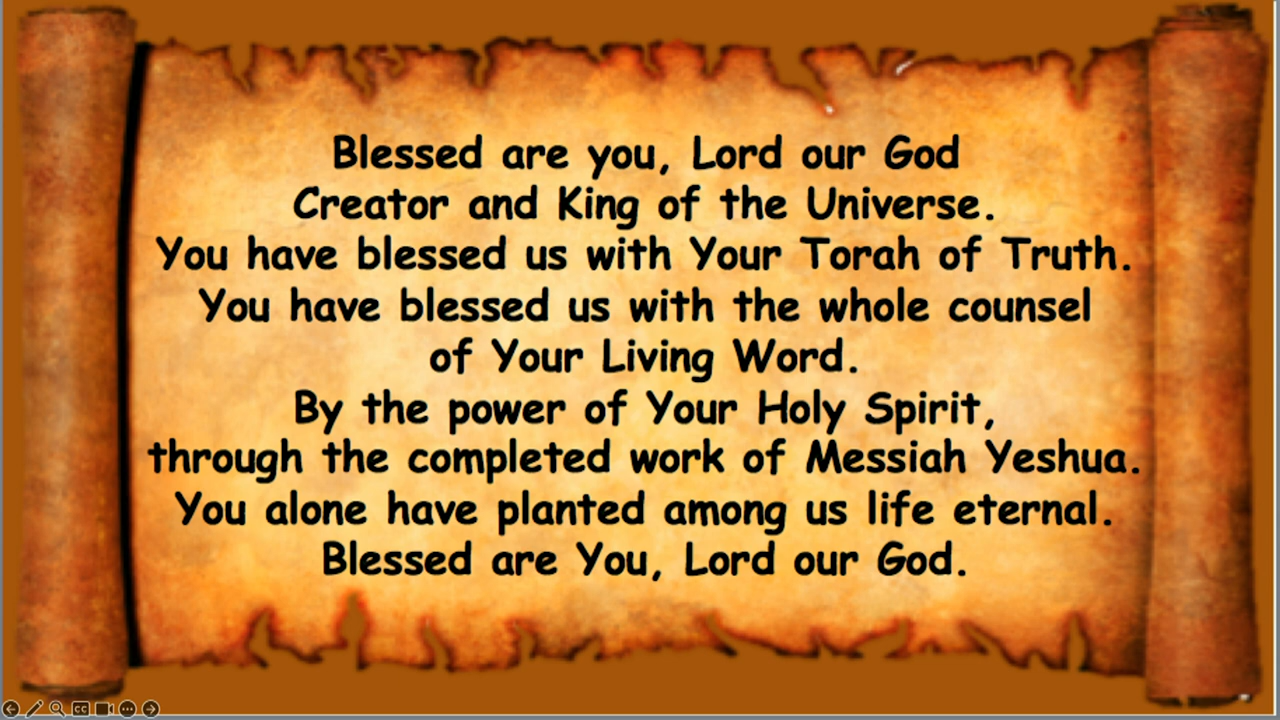 Blessed are you, Lord our God
Creator and King of the Universe.
You have blessed us with Your Torah of Truth.
You have blessed us with the whole counsel
of Your Living Word.
By the power of Your Holy Spirit,
through the completed work of Messiah Yeshua.
You alone have planted among us life eternal.
Blessed are You, Lord our God.
CC